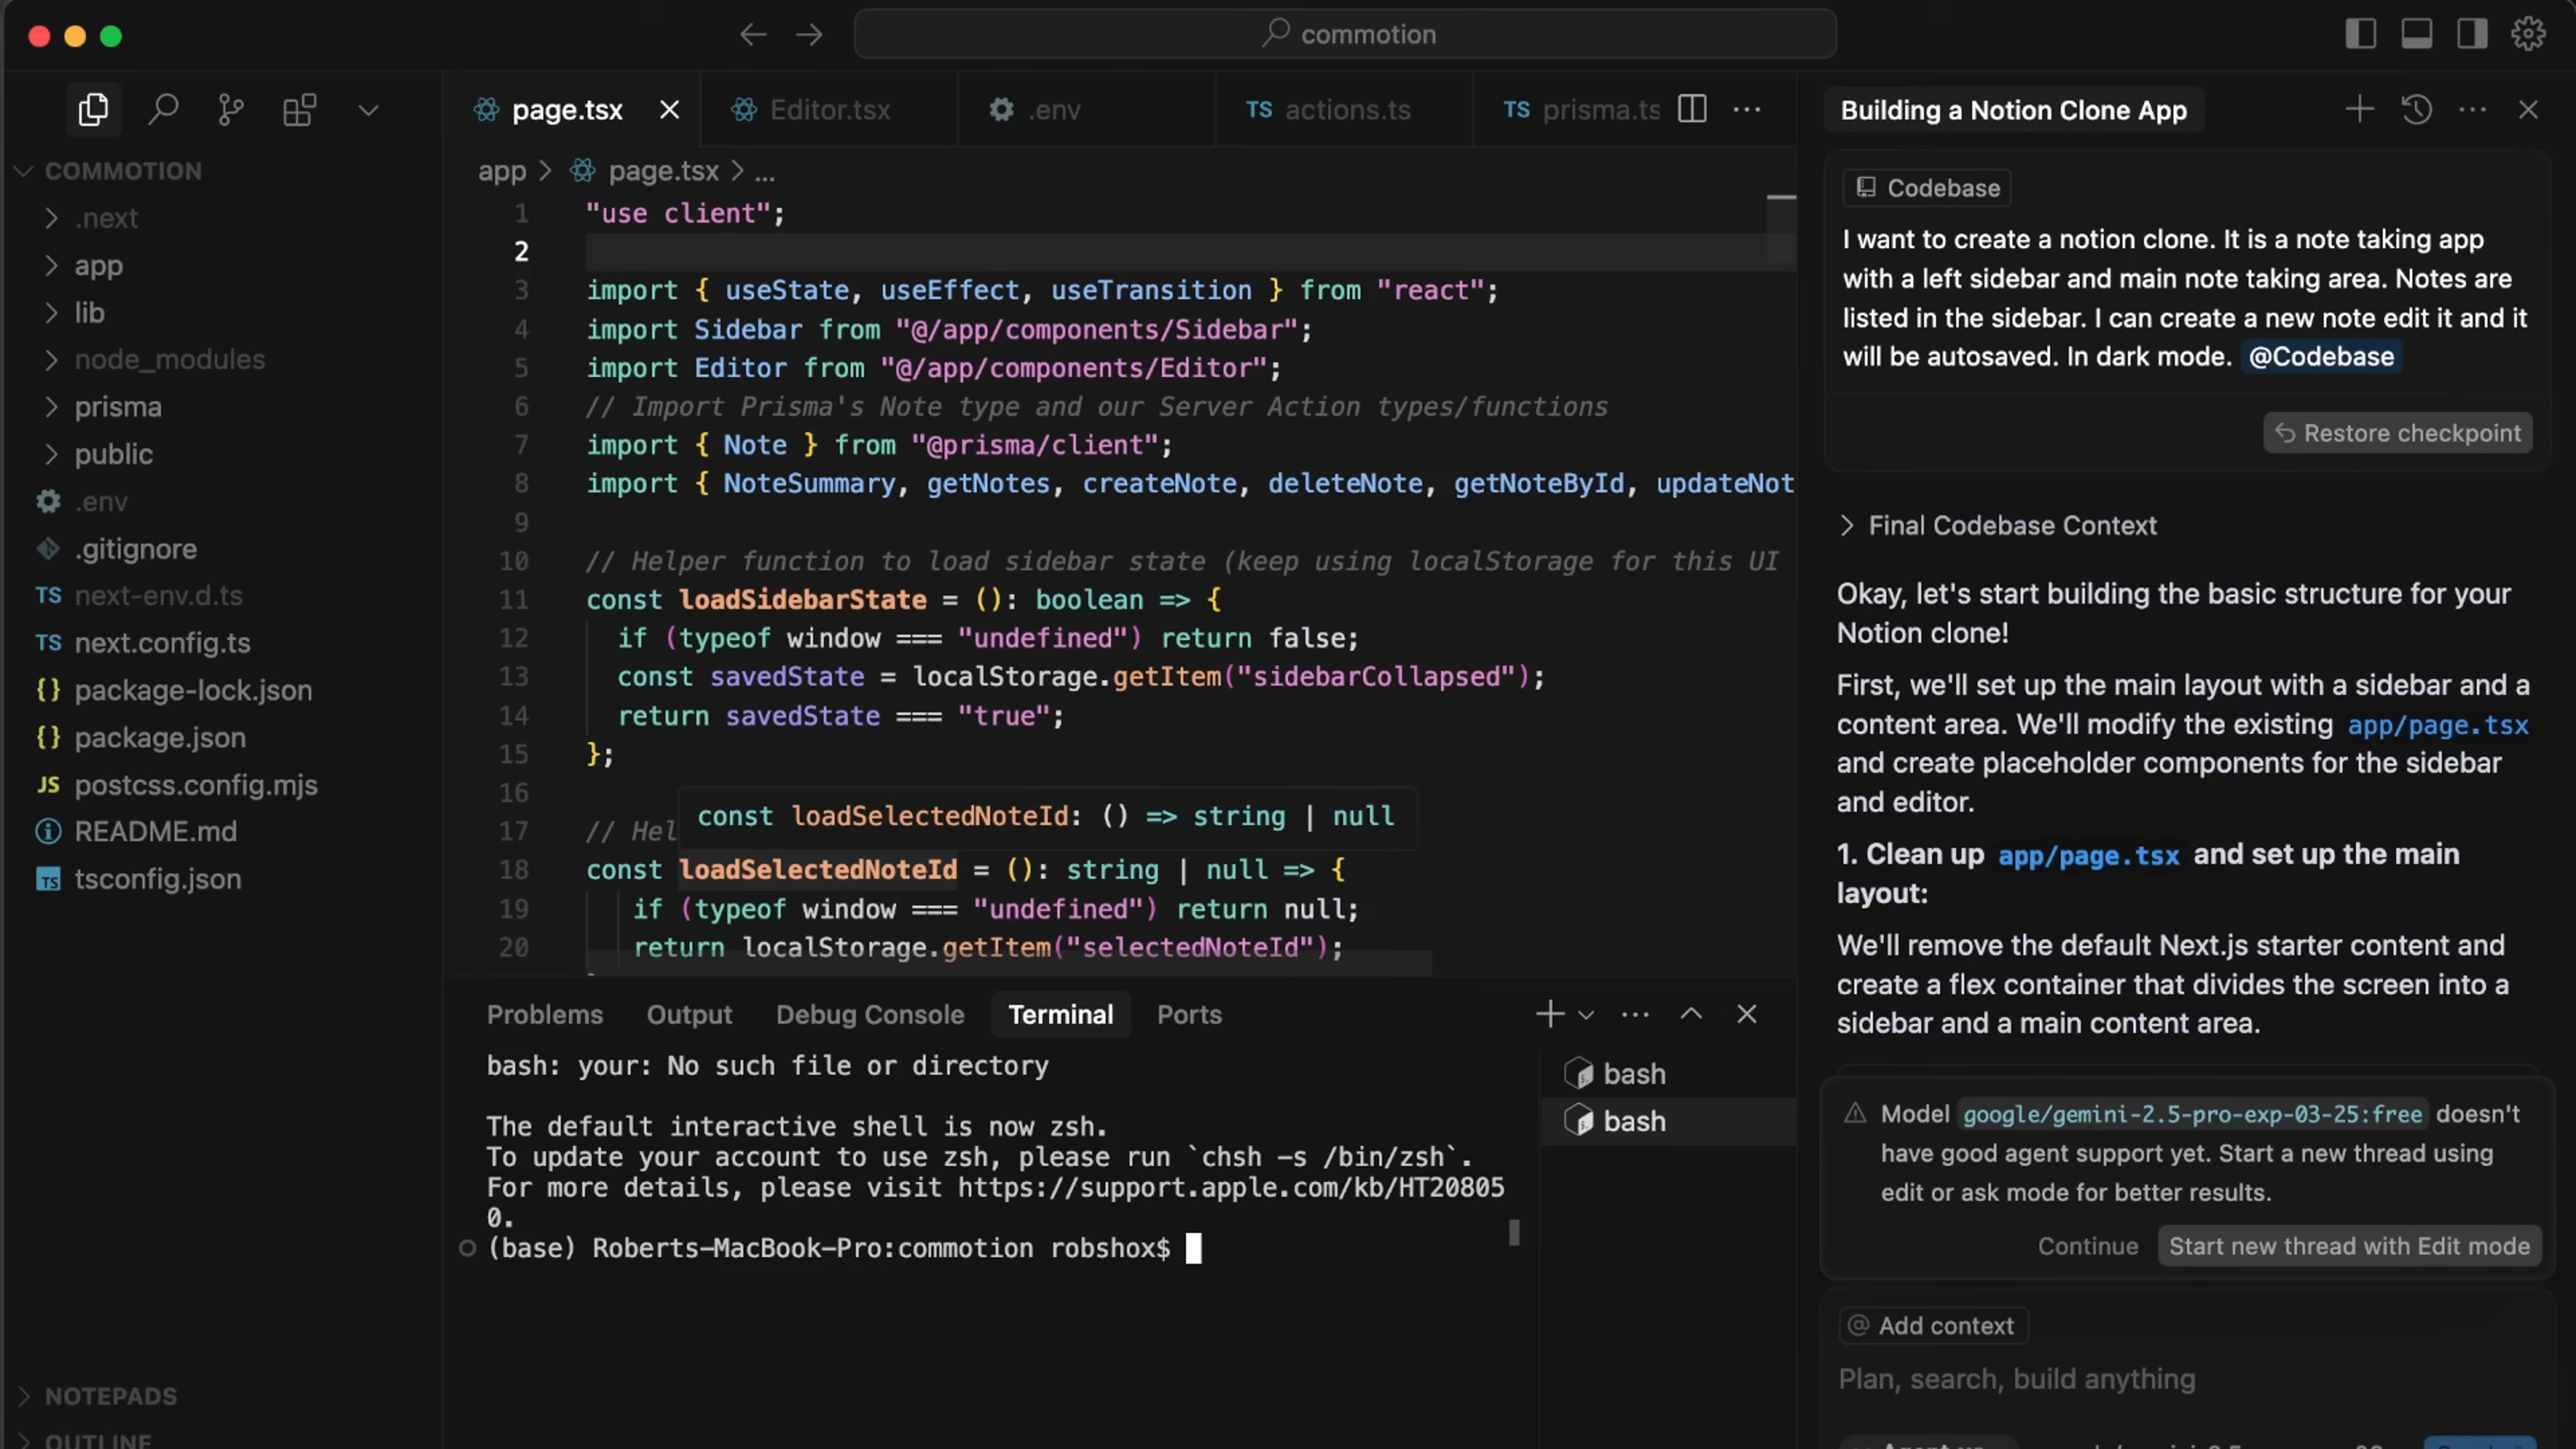 commotion
COMMOTION
.next
app
lib
node_modules
prisma
public
.env
.gitignore
TS next-env.d.ts
TS next.config.ts
{} package-lock.json
{} package.json
JS postcss.config.mjs
README.md
TS tsconfig.json
NOTEPADS
OUTLINE
page.tsx
Editor.tsx
.env
TS actions.ts
TS prisma.ts
app > page.tsx > ...
1 "use client";
2
3 import { useState, useEffect, useTransition } from "react";
4 import Sidebar from "@/app/components/Sidebar";
5 import Editor from "@/app/components/Editor";
6 // Import Prisma's Note type and our Server Action types/functions
7 import { Note } from "@prisma/client";
8 import { NoteSummary, getNotes, createNote, deleteNote, getNoteById, updateNot
9
10 // Helper function to load sidebar state (keep using localStorage for this UI
11 const loadSidebarState = (): boolean => {
12 if (typeof window === "undefined") return false;
13 const savedState = localStorage.getItem("sidebarCollapsed");
14 return savedState === "true";
15 };
16
const loadSelectedNoteId: () => string | null
17 // Hel
18 const loadSelectedNoteId = (): string | null => {
19 if (typeof window === "undefined") return null;
20 return localStorage.getItem("selectedNoteId");
Problems Output Debug Console Terminal Ports
bash: your: No such file or directory
The default interactive shell is now zsh.
To update your account to use zsh, please run `chsh -s /bin/zsh`.
For more details, please visit https://support.apple.com/kb/HT20805
0.
(base) Roberts-MacBook-Pro:commotion robshox$
bash
bash
Building a Notion Clone App
Codebase
I want to create a notion clone. It is a note taking app
with a left sidebar and main note taking area. Notes are
listed in the sidebar. I can create a new note edit it and it
will be autosaved. In dark mode. @Codebase
Restore checkpoint
Final Codebase Context
Okay, let's start building the basic structure for your
Notion clone!
First, we'll set up the main layout with a sidebar and a
content area. We'll modify the existing app/page.tsx
and create placeholder components for the sidebar
and editor.
1. Clean up app/page.tsx and set up the main
layout:
We'll remove the default Next.js starter content and
create a flex container that divides the screen into a
sidebar and a main content area.
Model google/gemini-2.5-pro-exp-03-25:free doesn't
have good agent support yet. Start a new thread using
edit or ask mode for better results.
Continue Start new thread with Edit mode
@ Add context
Plan, search, build anything